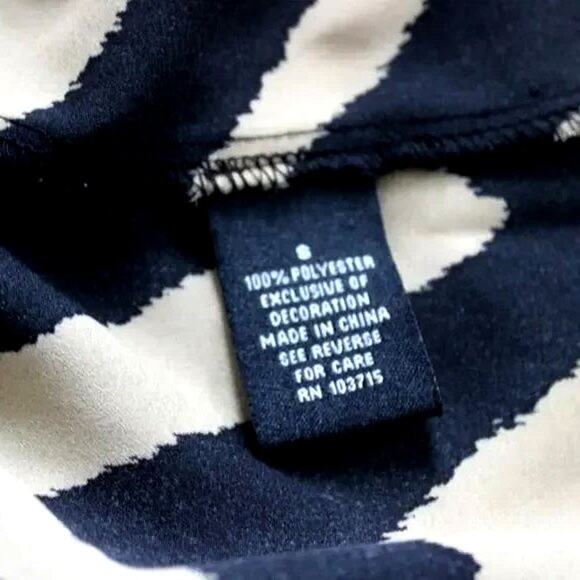 S
100% POLYESTER
EXCLUSIVE OF
DECORATION
MADE IN CHINA
SEE REVERSE
FOR CARE
RN 103715